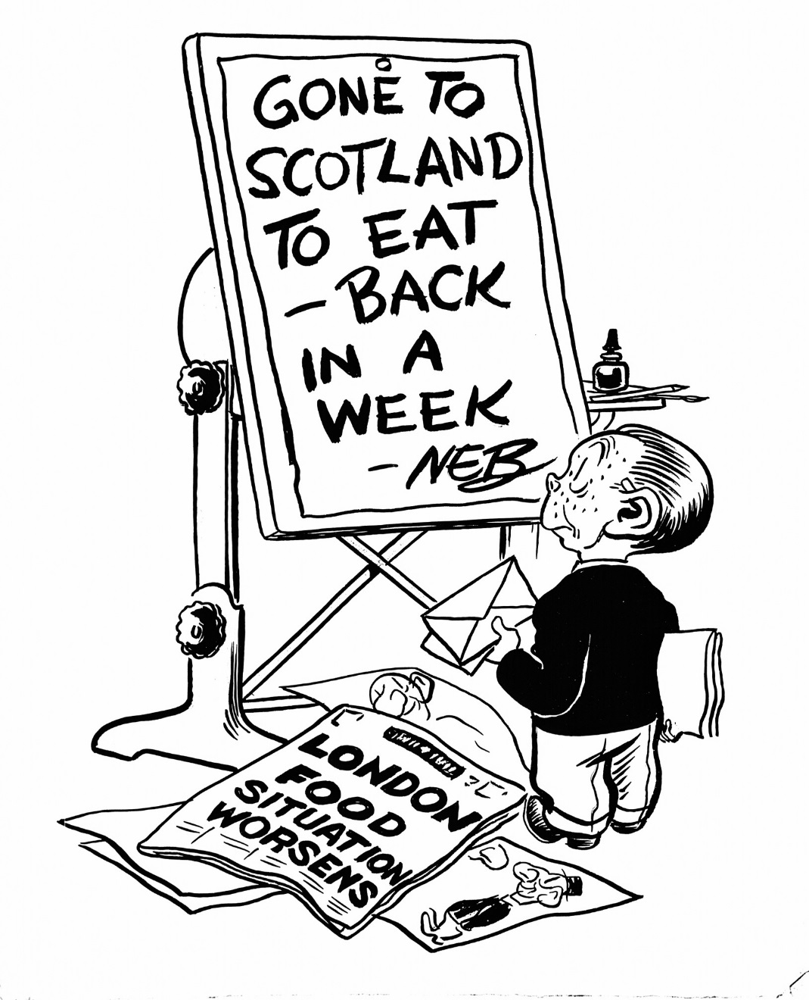 GONE TO
SCOTLAND
TO EAT
– BACK
IN A
WEEK
– NEB
LONDON
FOOD
SITUATION
WORSENS